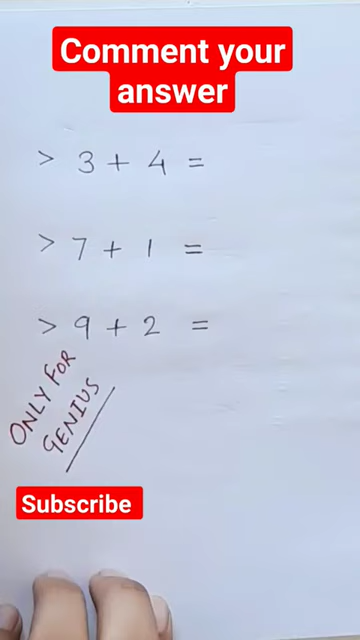 Comment your
answer
> 3 + 4 =
> 7 + 1 =
> 9 + 2 =
ONLY FOR
GENIUS
Subscribe